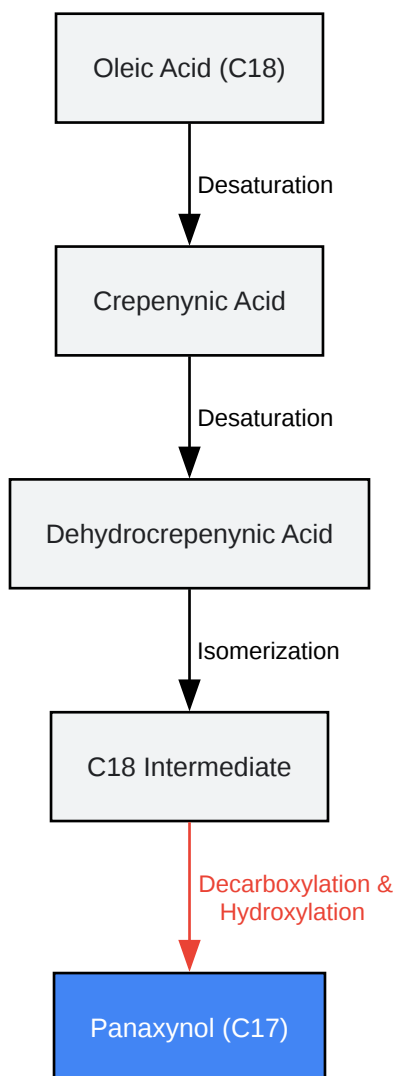 Oleic Acid (C18)
Desaturation
Crepenynic Acid
Desaturation
Dehydrocrepenynic Acid
Isomerization
C18 Intermediate
Decarboxylation &
Hydroxylation
Panaxynol (C17)